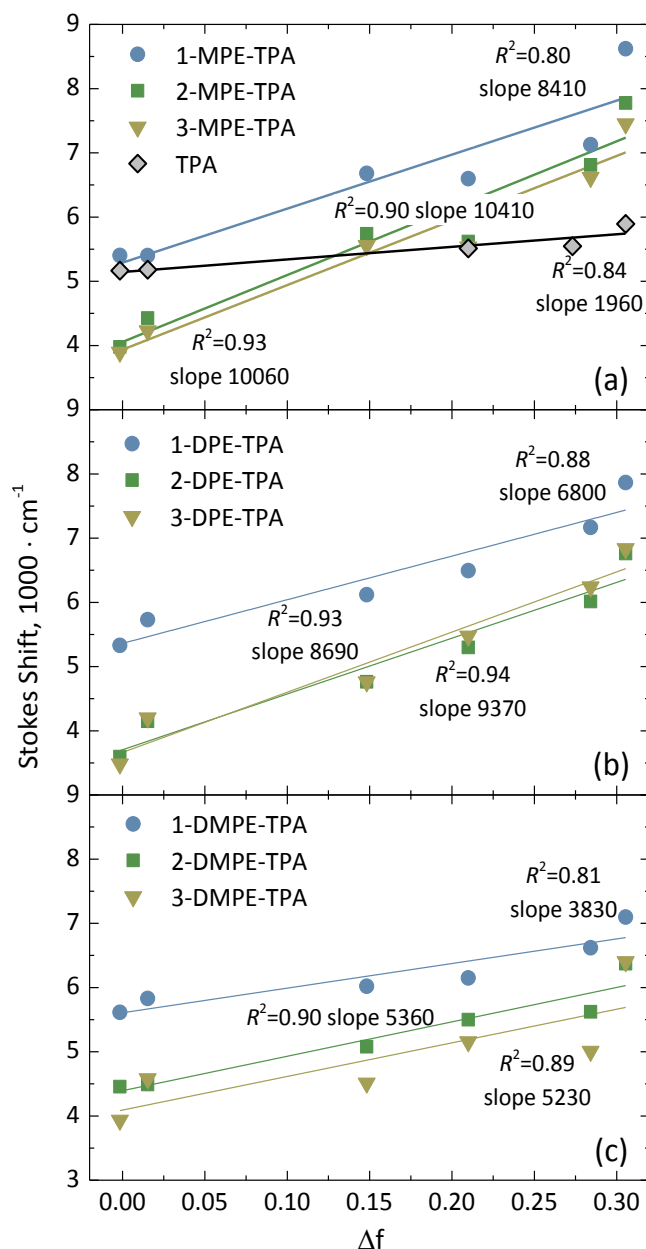 9
1-MPE-TPA
R²=0.80
8
2-MPE-TPA
slope 8410
3-MPE-TPA
7
TPA
6
R²=0.90 slope 10410
5
R²=0.84
slope 1960
4
R²=0.93
slope 10060
(a)
9
1-DPE-TPA
R²=0.88
8
2-DPE-TPA
slope 6800
3-DPE-TPA
7
6
R²=0.93
slope 8690
5
R²=0.94
slope 9370
4
(b)
Stokes Shift, 1000 · cm⁻¹
9
1-DMPE-TPA
8
2-DMPE-TPA
R²=0.81
3-DMPE-TPA
slope 3830
7
6
R²=0.90 slope 5360
5
R²=0.89
slope 5230
4
(c)
3
0.00 0.05 0.10 0.15 0.20 0.25 0.30
Δf